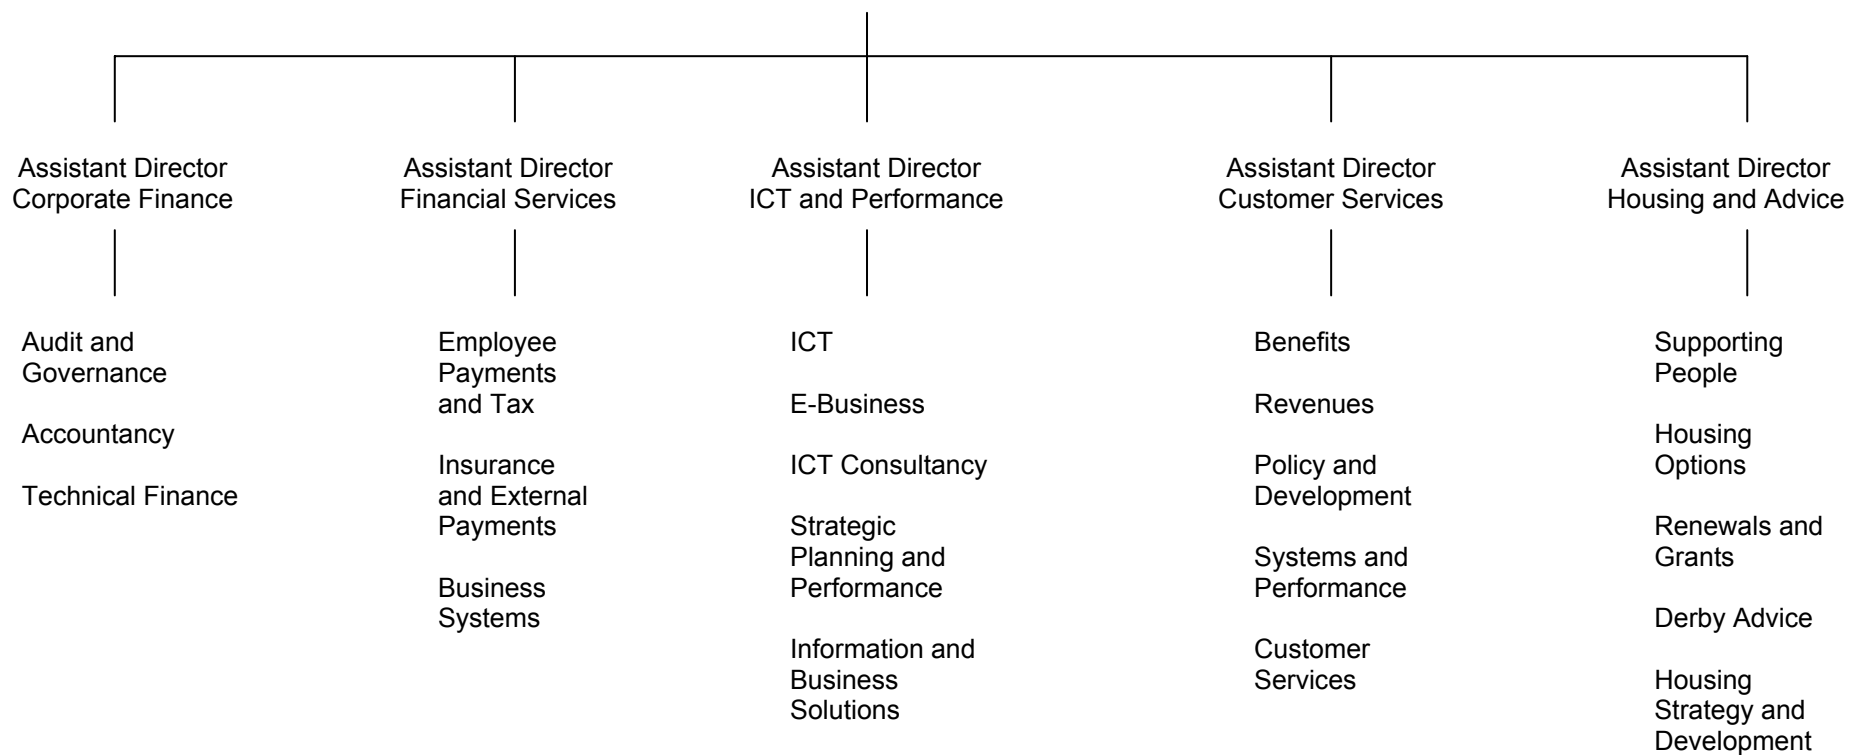 Assistant Director
Corporate Finance
Assistant Director
Financial Services
Assistant Director
ICT and Performance
Assistant Director
Customer Services
Assistant Director
Housing and Advice
Audit and
Governance
Accountancy
Technical Finance
Employee
Payments
and Tax
Insurance
and External
Payments
Business
Systems
ICT
E-Business
ICT Consultancy
Strategic
Planning and
Performance
Information and
Business
Solutions
Benefits
Revenues
Policy and
Development
Systems and
Performance
Customer
Services
Supporting
People
Housing
Options
Renewals and
Grants
Derby Advice
Housing
Strategy and
Development